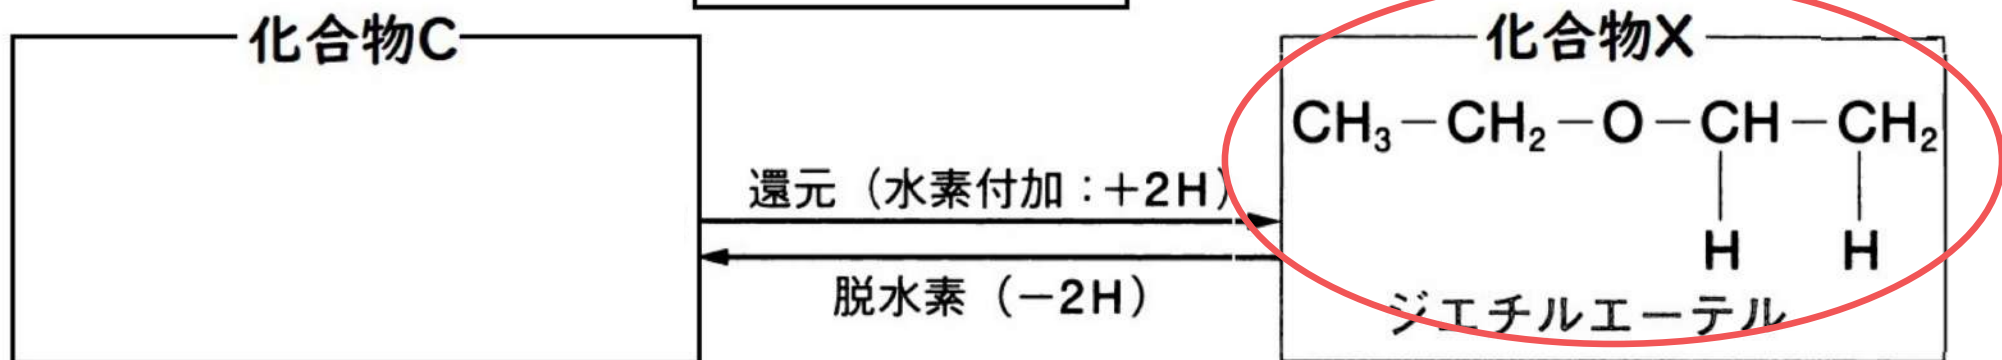 化合物C
化合物X
CH₃－CH₂－O－CH－CH₂
H H
還元（水素付加：＋2H）
脱水素（－2H）
ジエチルエーテル